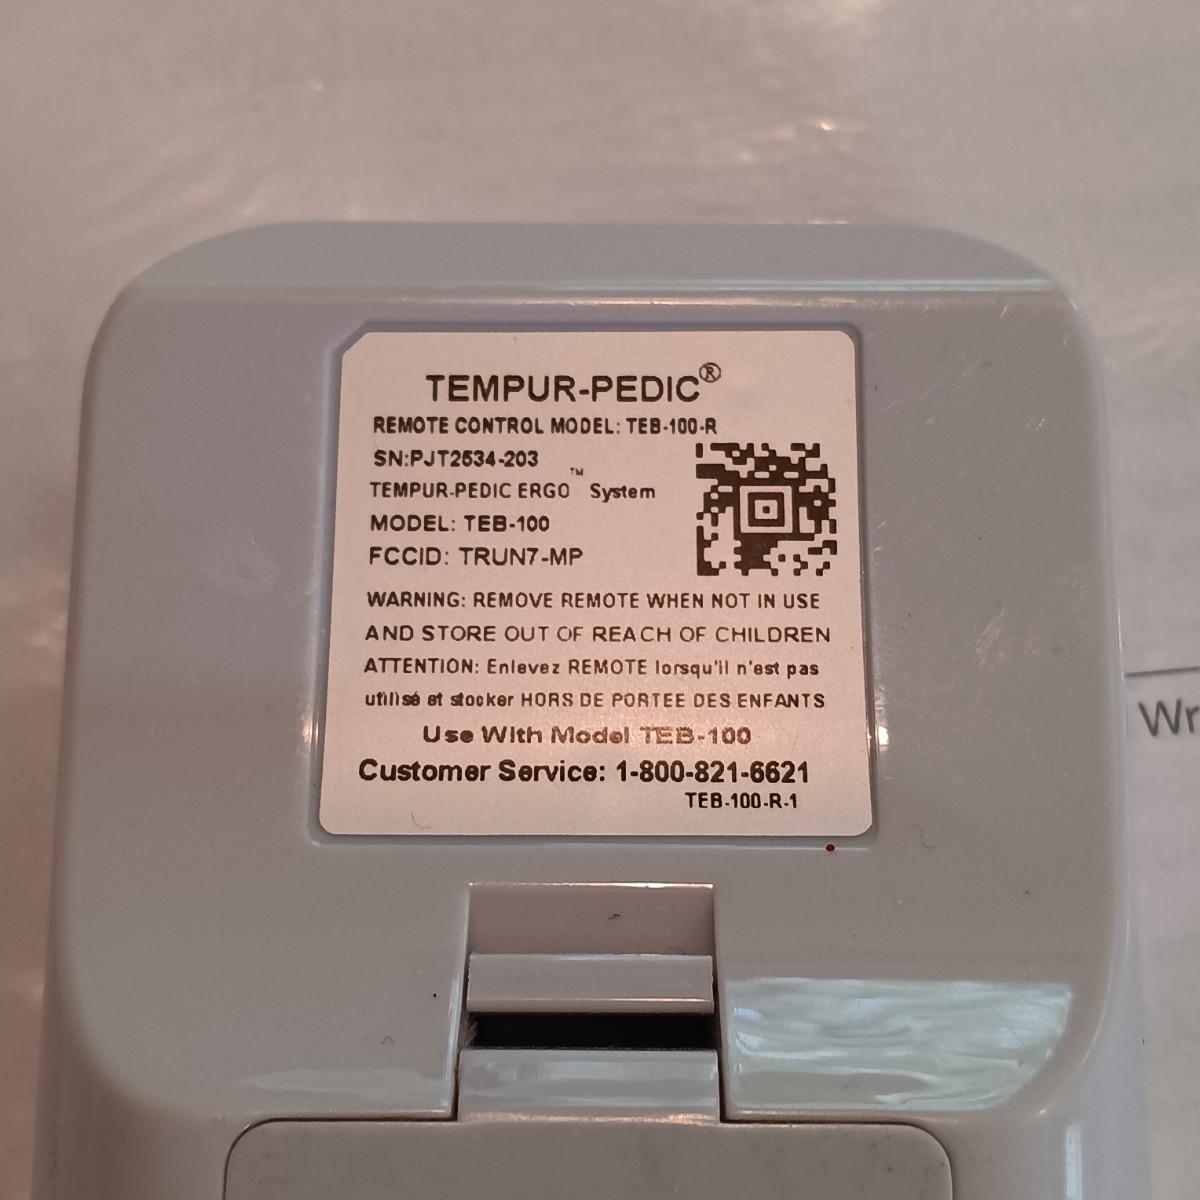 TEMPUR-PEDIC®
REMOTE CONTROL MODEL: TEB-100-R
SN:PJT2534-203
TEMPUR-PEDIC ERGO™ System
MODEL: TEB-100
FCCID: TRUN7-MP
WARNING: REMOVE REMOTE WHEN NOT IN USE
AND STORE OUT OF REACH OF CHILDREN
ATTENTION: Enlevez REMOTE lorsqu'il n'est pas
utilisé et stocker HORS DE PORTEE DES ENFANTS
Use With Model TEB-100
Customer Service: 1-800-821-6621
TEB-100-R-1
Wr